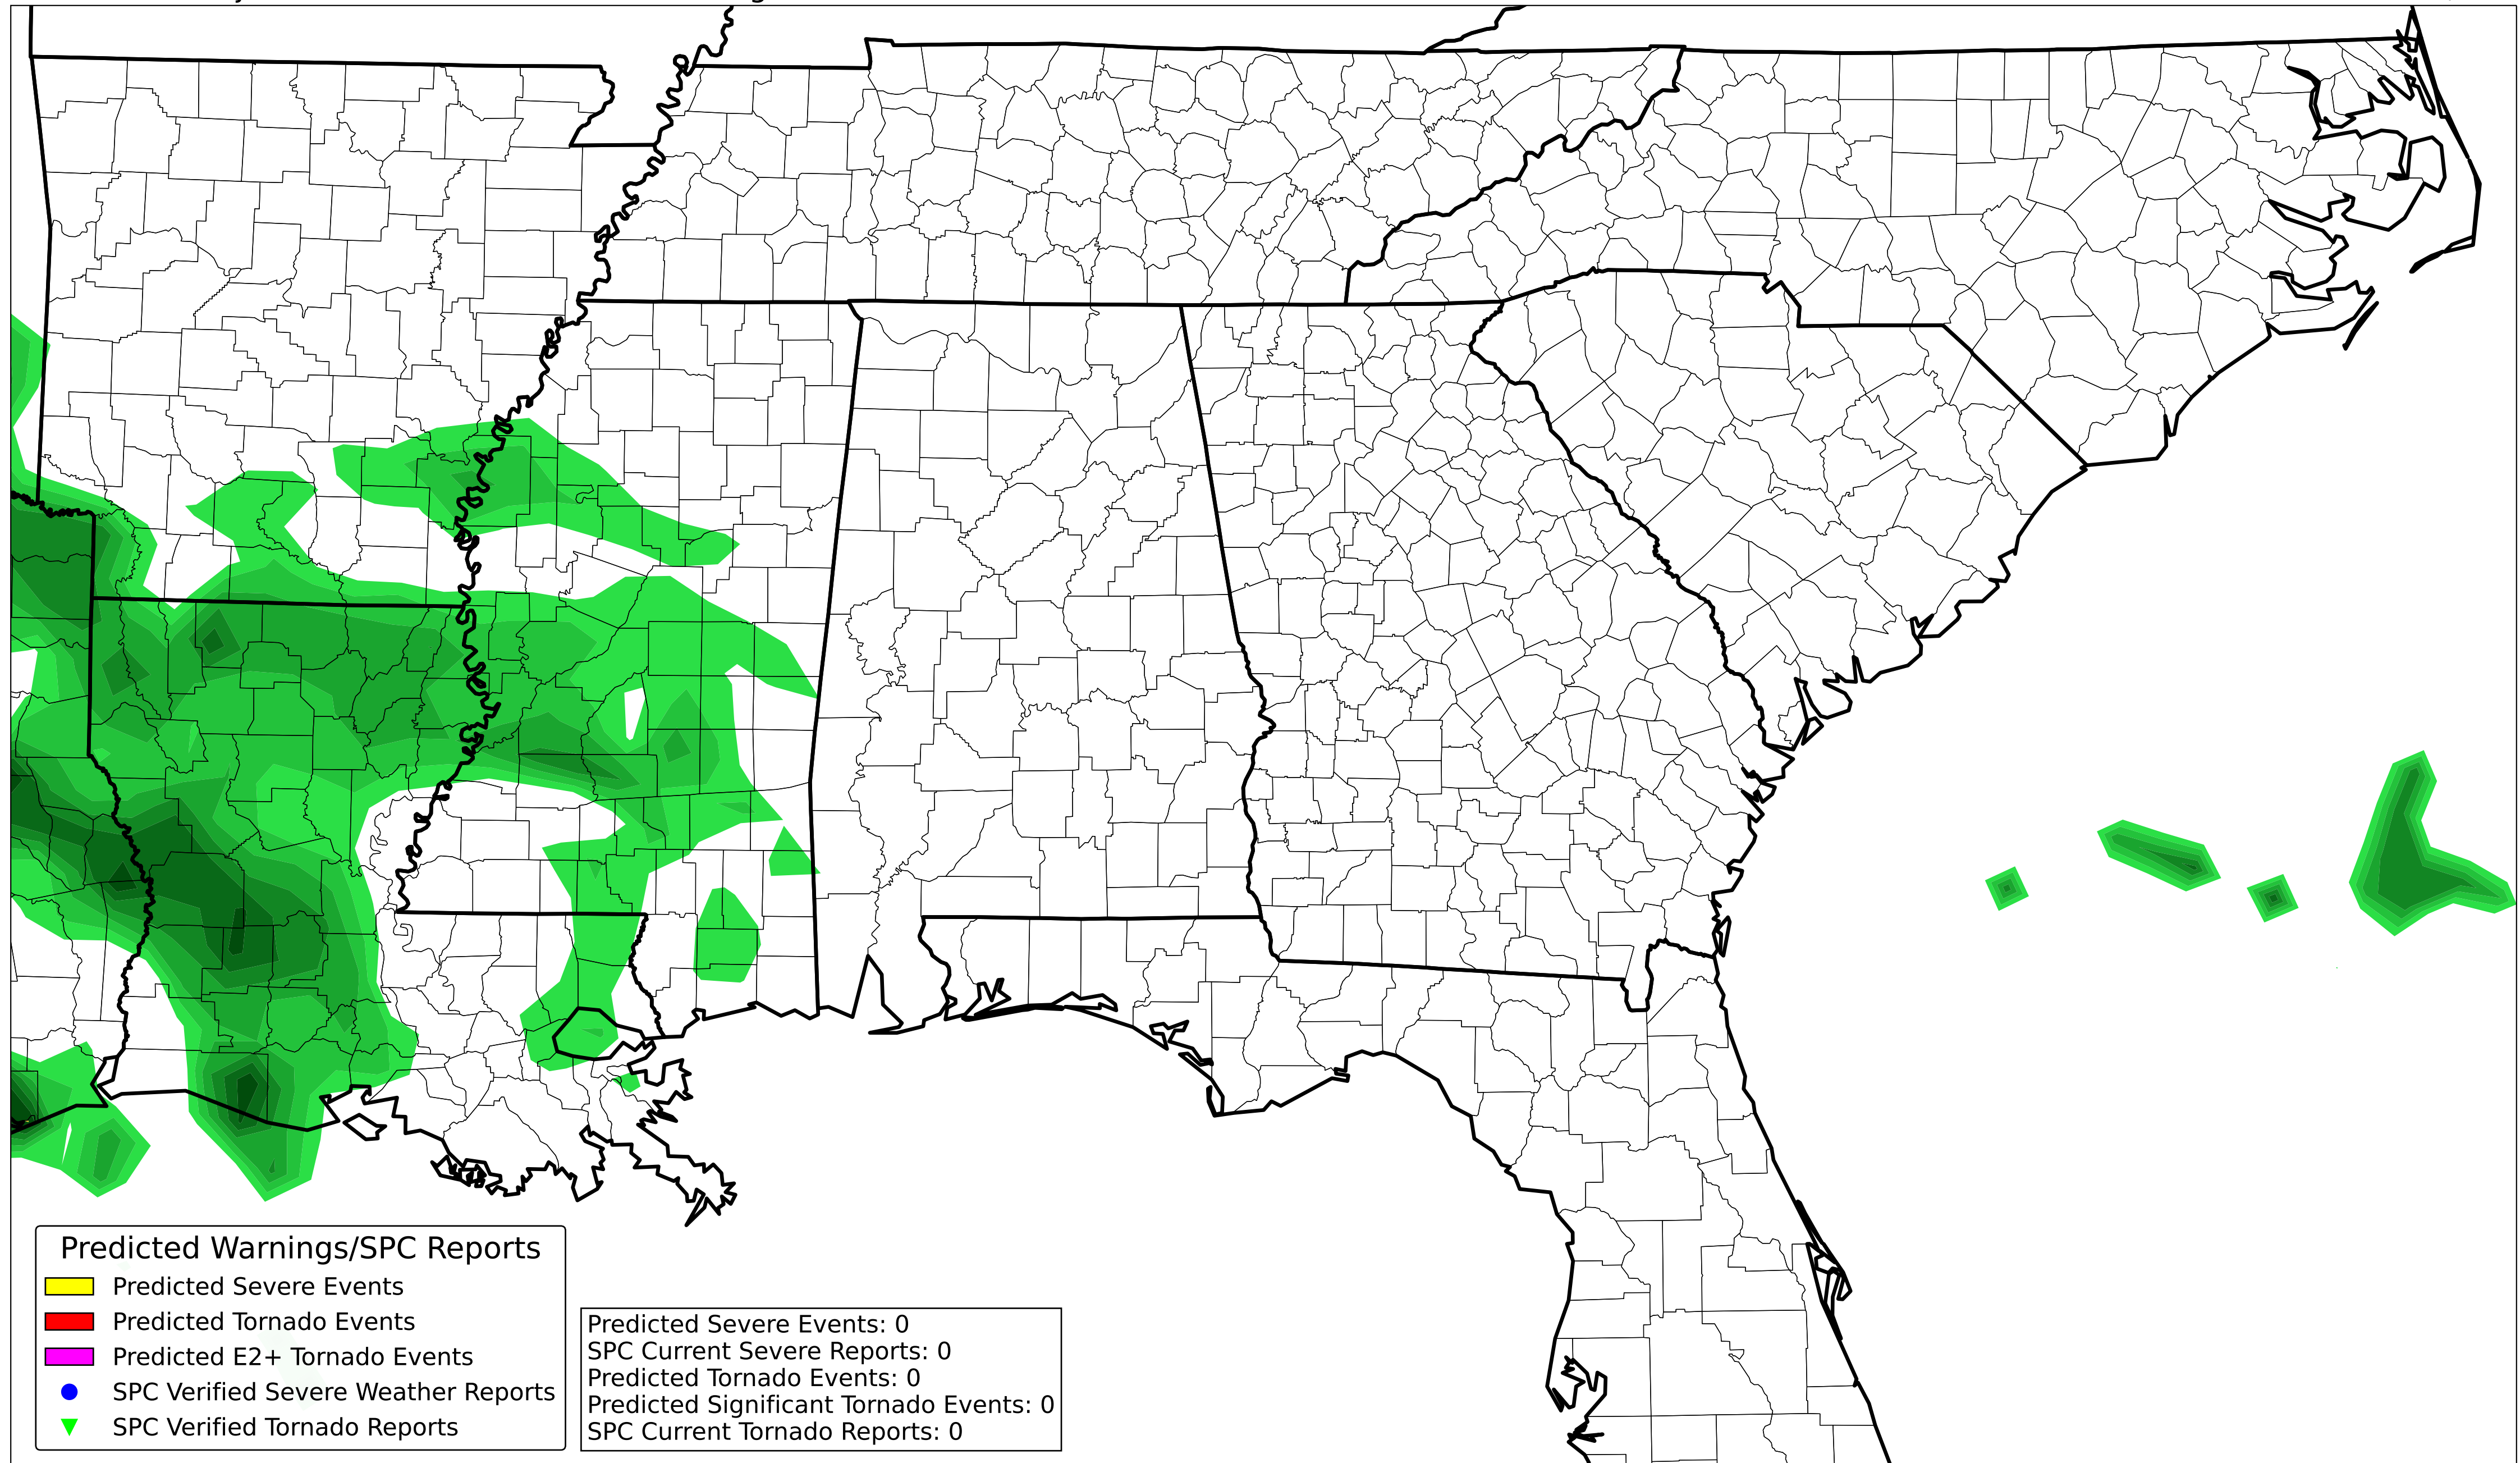 Predicted Warnings/SPC Reports
Predicted Severe Events
Predicted Tornado Events
Predicted E2+ Tornado Events
SPC Verified Severe Weather Reports
SPC Verified Tornado Reports
Predicted Severe Events: 0
SPC Current Severe Reports: 0
Predicted Tornado Events: 0
Predicted Significant Tornado Events: 0
SPC Current Tornado Reports: 0